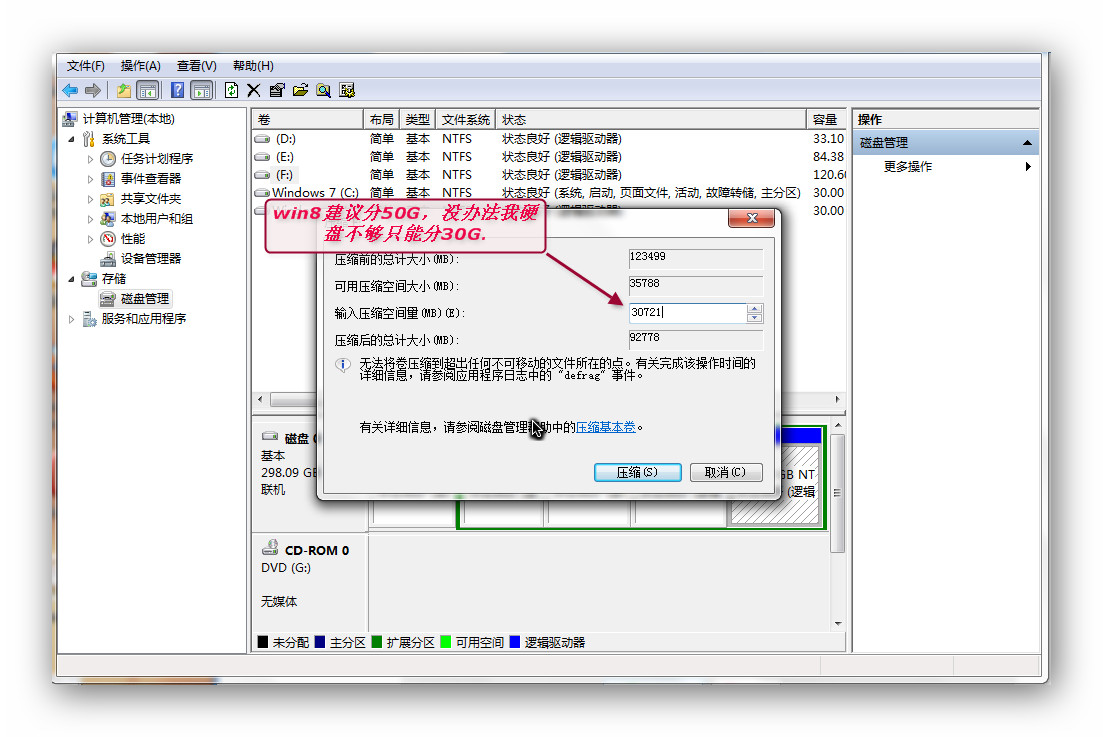 文件(F) 操作(A) 查看(V) 帮助(H)
计算机管理(本地)
系统工具
任务计划程序
事件查看器
共享文件夹
本地用户和组
性能
设备管理器
存储
磁盘管理
服务和应用程序
卷 布局 类型 文件系统 状态 容量
(D:) 简单 基本 NTFS 状态良好 (逻辑驱动器) 33.10
(E:) 简单 基本 NTFS 状态良好 (逻辑驱动器) 84.38
(F:) 简单 基本 NTFS 状态良好 (逻辑驱动器) 120.6
Windows 7 (C:) 简单 基本 NTFS 状态良好 (系统, 启动, 页面文件, 活动, 故障转储, 主分区) 30.00
30.00
操作
磁盘管理
更多操作
win8建议分50G，没办法我硬
盘不够只能分30G.
压缩前的总计大小(MB): 123499
可用压缩空间大小(MB): 35788
输入压缩空间量(MB)(E): 30721
压缩后的总计大小(MB): 92778
无法将卷压缩到超出任何不可移动的文件所在的点。有关完成该操作时间的
详细信息，请参阅应用程序日志中的 "defrag" 事件。
有关详细信息，请参阅磁盘管理 动中的压缩基本卷。
压缩(S) 取消(C)
磁盘
基本
298.09 GB
联机
GB NT
(逻辑
CD-ROM 0
DVD (G:)
无媒体
未分配 主分区 扩展分区 可用空间 逻辑驱动器